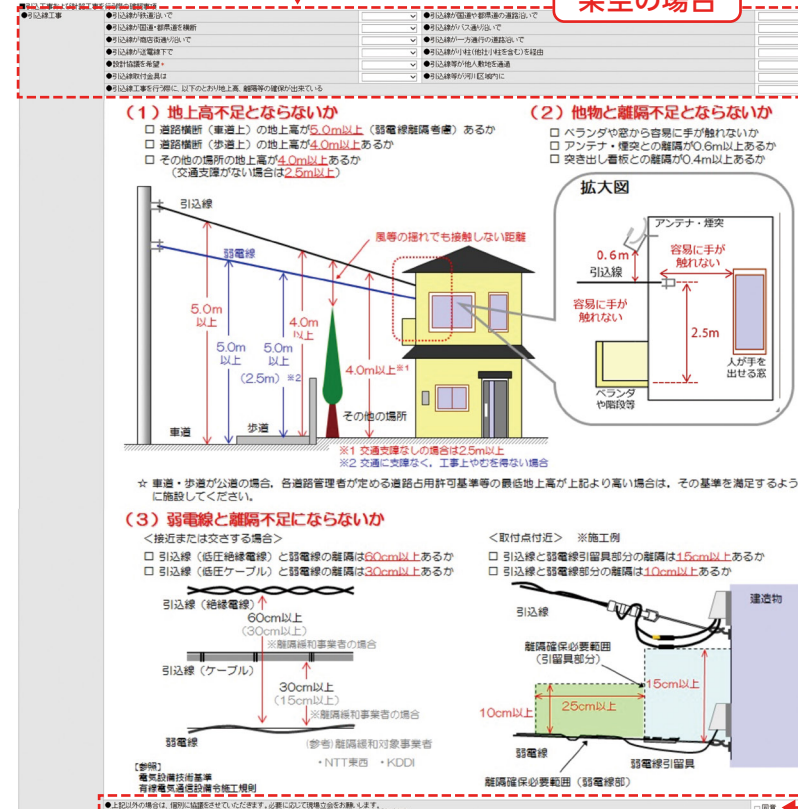 架空の場合
■引込工事および計器工事を行う際の確認事項
●引込線工事
●引込線が鉄道沿いで
●引込線が国道や都県道の道路沿いで
●引込線が国道・都県道を横断
●引込線がバス通り沿いで
●引込線が商店街通り沿いで
●引込線が一方通行の道路沿いで
●引込線が送電線下で
●引込線が小柱(他社小柱を含む)を経由
●設計協議を希望*
●引込線等が他人敷地を通過
●引込線取付金具は
●引込線等が河川区域内に
●引込線工事を行う際に、以下のとおり地上高、離隔等の確保が出来ている
(1)地上高不足とならないか
□ 道路横断(車道上)の地上高が5.0m以上(弱電線離隔考慮)あるか
□ 道路横断(歩道上)の地上高が4.0m以上あるか
□ その他の場所の地上高が4.0m以上あるか
(交通支障がない場合は2.5m以上)
(2)他物と離隔不足とならないか
□ ベランダや窓から容易に手が触れないか
□ アンテナ・煙突との離隔が0.6m以上あるか
□ 突き出し看板との離隔が0.4m以上あるか
引込線
弱電線
風等の揺れでも接触しない距離
5.0m
以上
5.0m
以上
5.0m
以上
(2.5m)※2
4.0m
以上
4.0m以上※1
その他の場所
車道
歩道
※1 交通支障なしの場合は2.5m以上
※2 交通に支障なく、工事上やむを得ない場合
拡大図
アンテナ・煙突
0.6m
引込線
容易に手が
触れない
容易に手が
触れない
2.5m
ベランダ
や階段等
人が手を
出せる窓
☆ 車道・歩道が公道の場合、各道路管理者が定める道路占用許可基準等の最低地上高が上記より高い場合は、その基準を満足するよう
に施設してください。
(3)弱電線と離隔不足にならないか
<接近または交さする場合>
□ 引込線(低圧絶縁電線)と弱電線の離隔は60cm以上あるか
□ 引込線(低圧ケーブル)と弱電線の離隔は30cm以上あるか
引込線(絶縁電線)
60cm以上
(30cm以上)
※離隔緩和事業者の場合
引込線(ケーブル)
30cm以上
(15cm以上)
※離隔緩和事業者の場合
弱電線
(参考)離隔緩和対象事業者
・NTT東西 ・KDDI
【参照】
電気設備技術基準
有線電気通信設備令施工規則
<取付点付近> ※施工例
□ 引込線と弱電線引留具部分の離隔は15cm以上あるか
□ 引込線と弱電線部分の離隔は10cm以上あるか
引込線
建造物
離隔確保必要範囲
(引留具部分)
15cm以上
10cm以上
25cm以上
弱電線
弱電線引留具
離隔確保必要範囲(弱電線部)
●上記以外の場合は、個別に協議をさせていただきます。必要に応じて現場立会をお願いします。
□同意